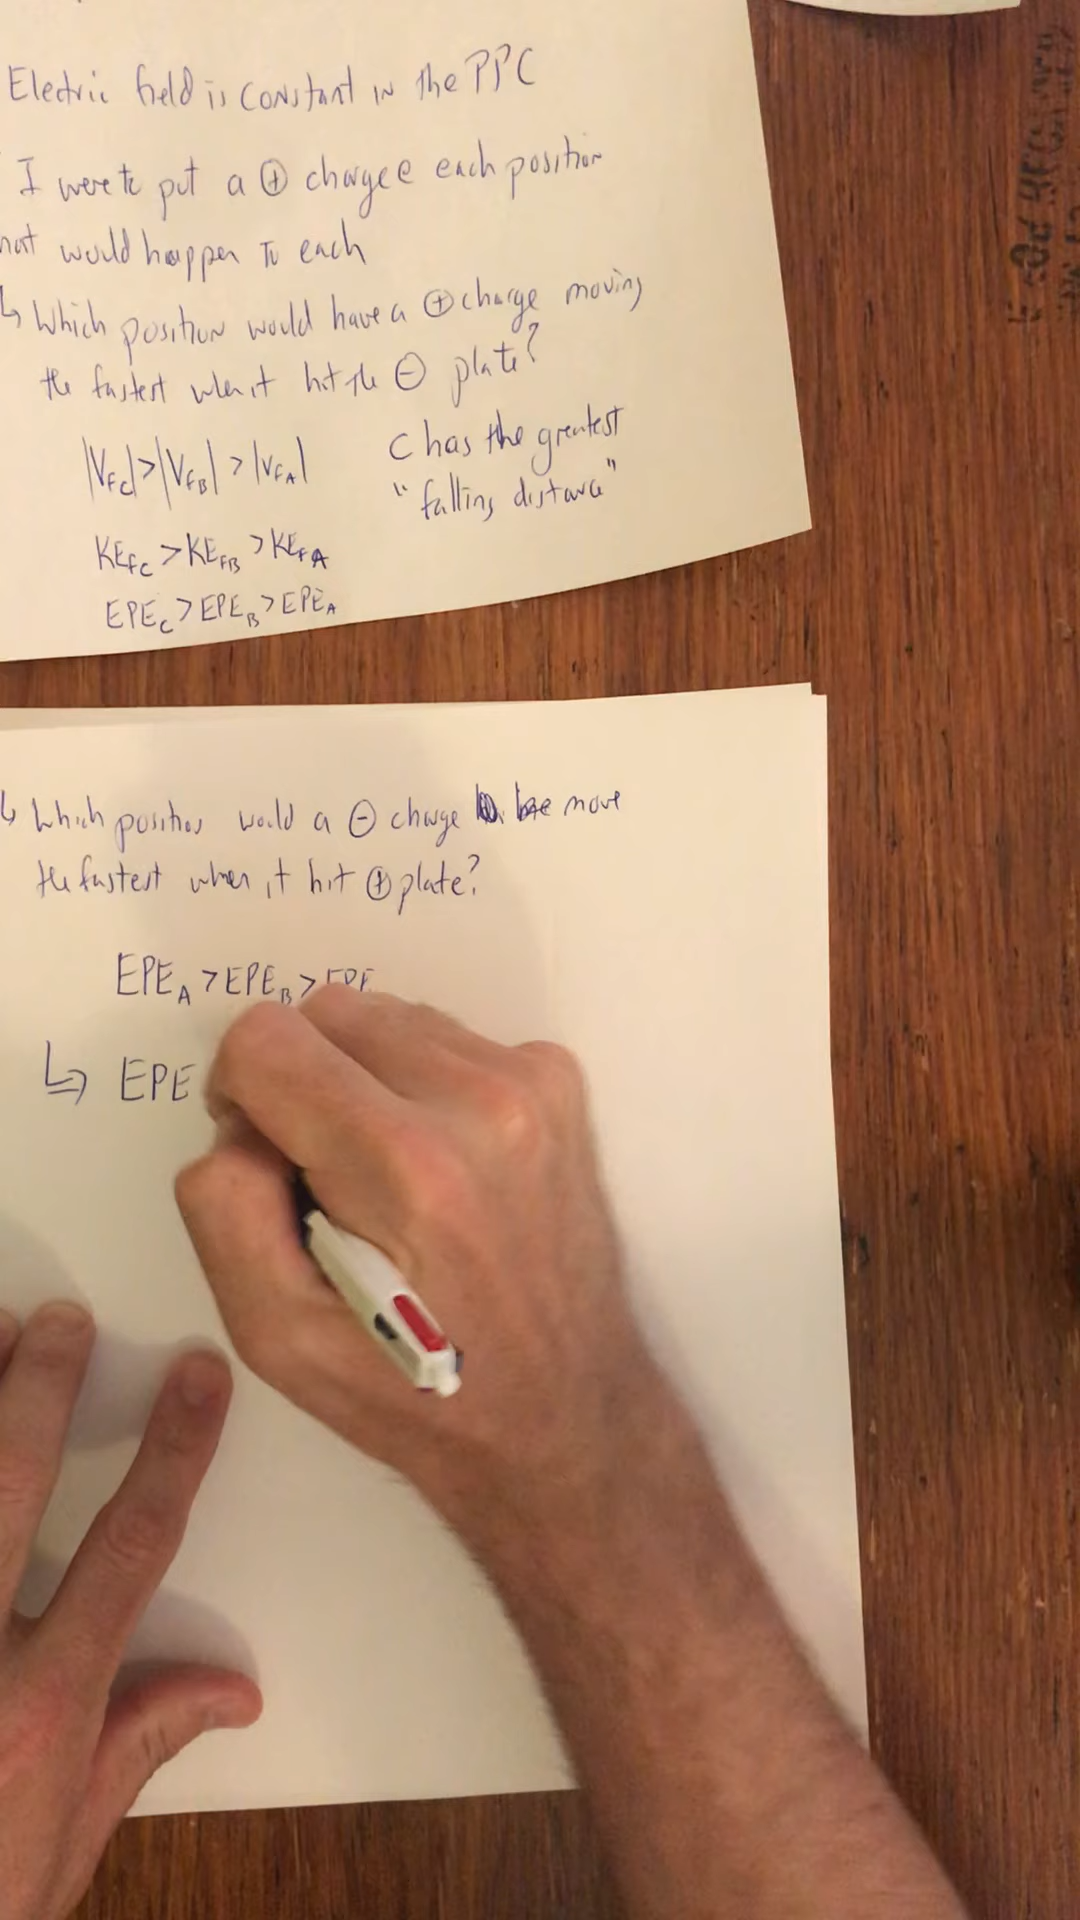 Electric field is constant in the PPC
I were to put a ⊕ charge @ each position
would happen to each
↳ Which position would have a ⊕ charge moving
the fastest when it hit the ⊖ plate?
|V_FC| > |V_FB| > |V_FA|
C has the greatest
"falling distance"
KE_FC > KE_FB > KE_FA
EPE_C > EPE_B > EPE_A
↳ Which position would a ⊖ charge move
the fastest when it hit ⊕ plate?
EPE_A > EPE_B > EPE
↳ EPE